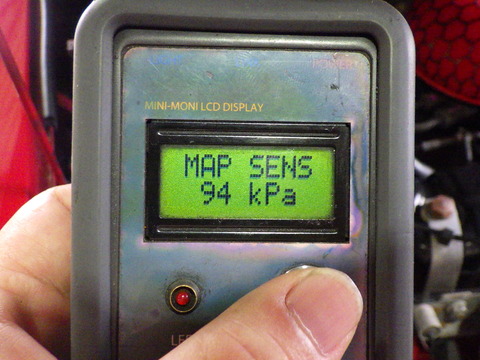 MINI-MONI LCD DISPLAY
MAP SENS
94 kPa